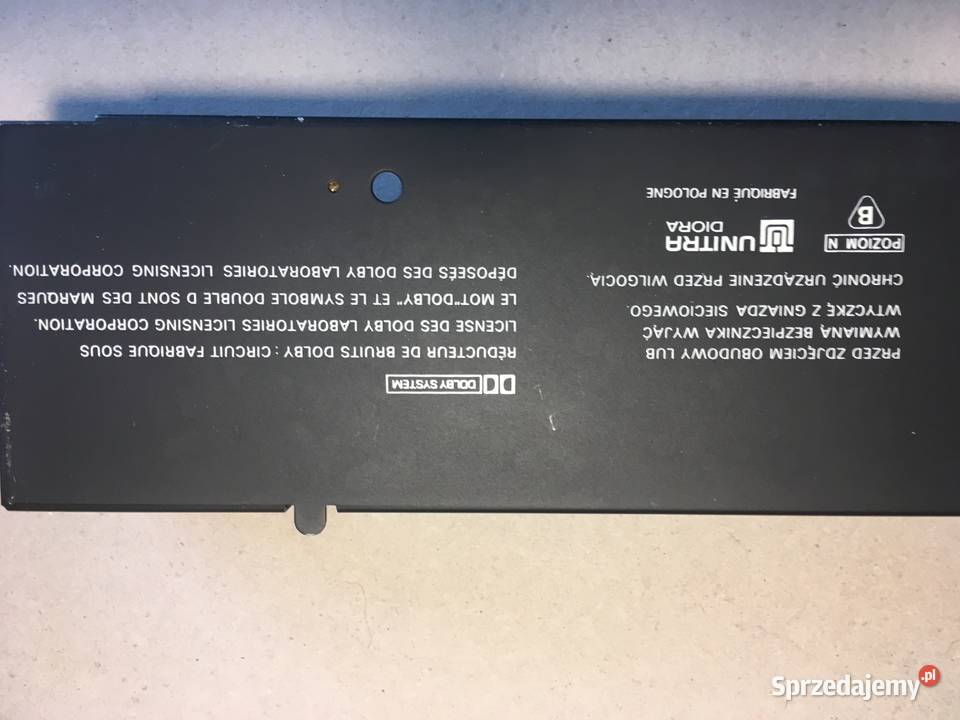 PRZED ZDJĘCIEM OBUDOWY LUB
WYMIANĄ BEZPIECZNIKA WYJĄĆ
WTYCZKĘ Z GNIAZDA SIECIOWEGO.
CHRONIĆ URZĄDZENIE PRZED WILGOCIĄ.
POZIOM N
B
UNITRA
DIORA
FABRIQUÉ EN POLOGNE
DOLBY SYSTEM
RÉDUCTEUR DE BRUITS DOLBY : CIRCUIT FABRIQUE SOUS
LICENSE DES DOLBY LABORATORIES LICENSING CORPORATION.
LE MOT"DOLBY" ET LE SYMBOLE DOUBLE D SONT DES MARQUES
DÉPOSEÉS DES DOLBY LABORATORIES LICENSING CORPORATION.
Sprzedajemy.pl